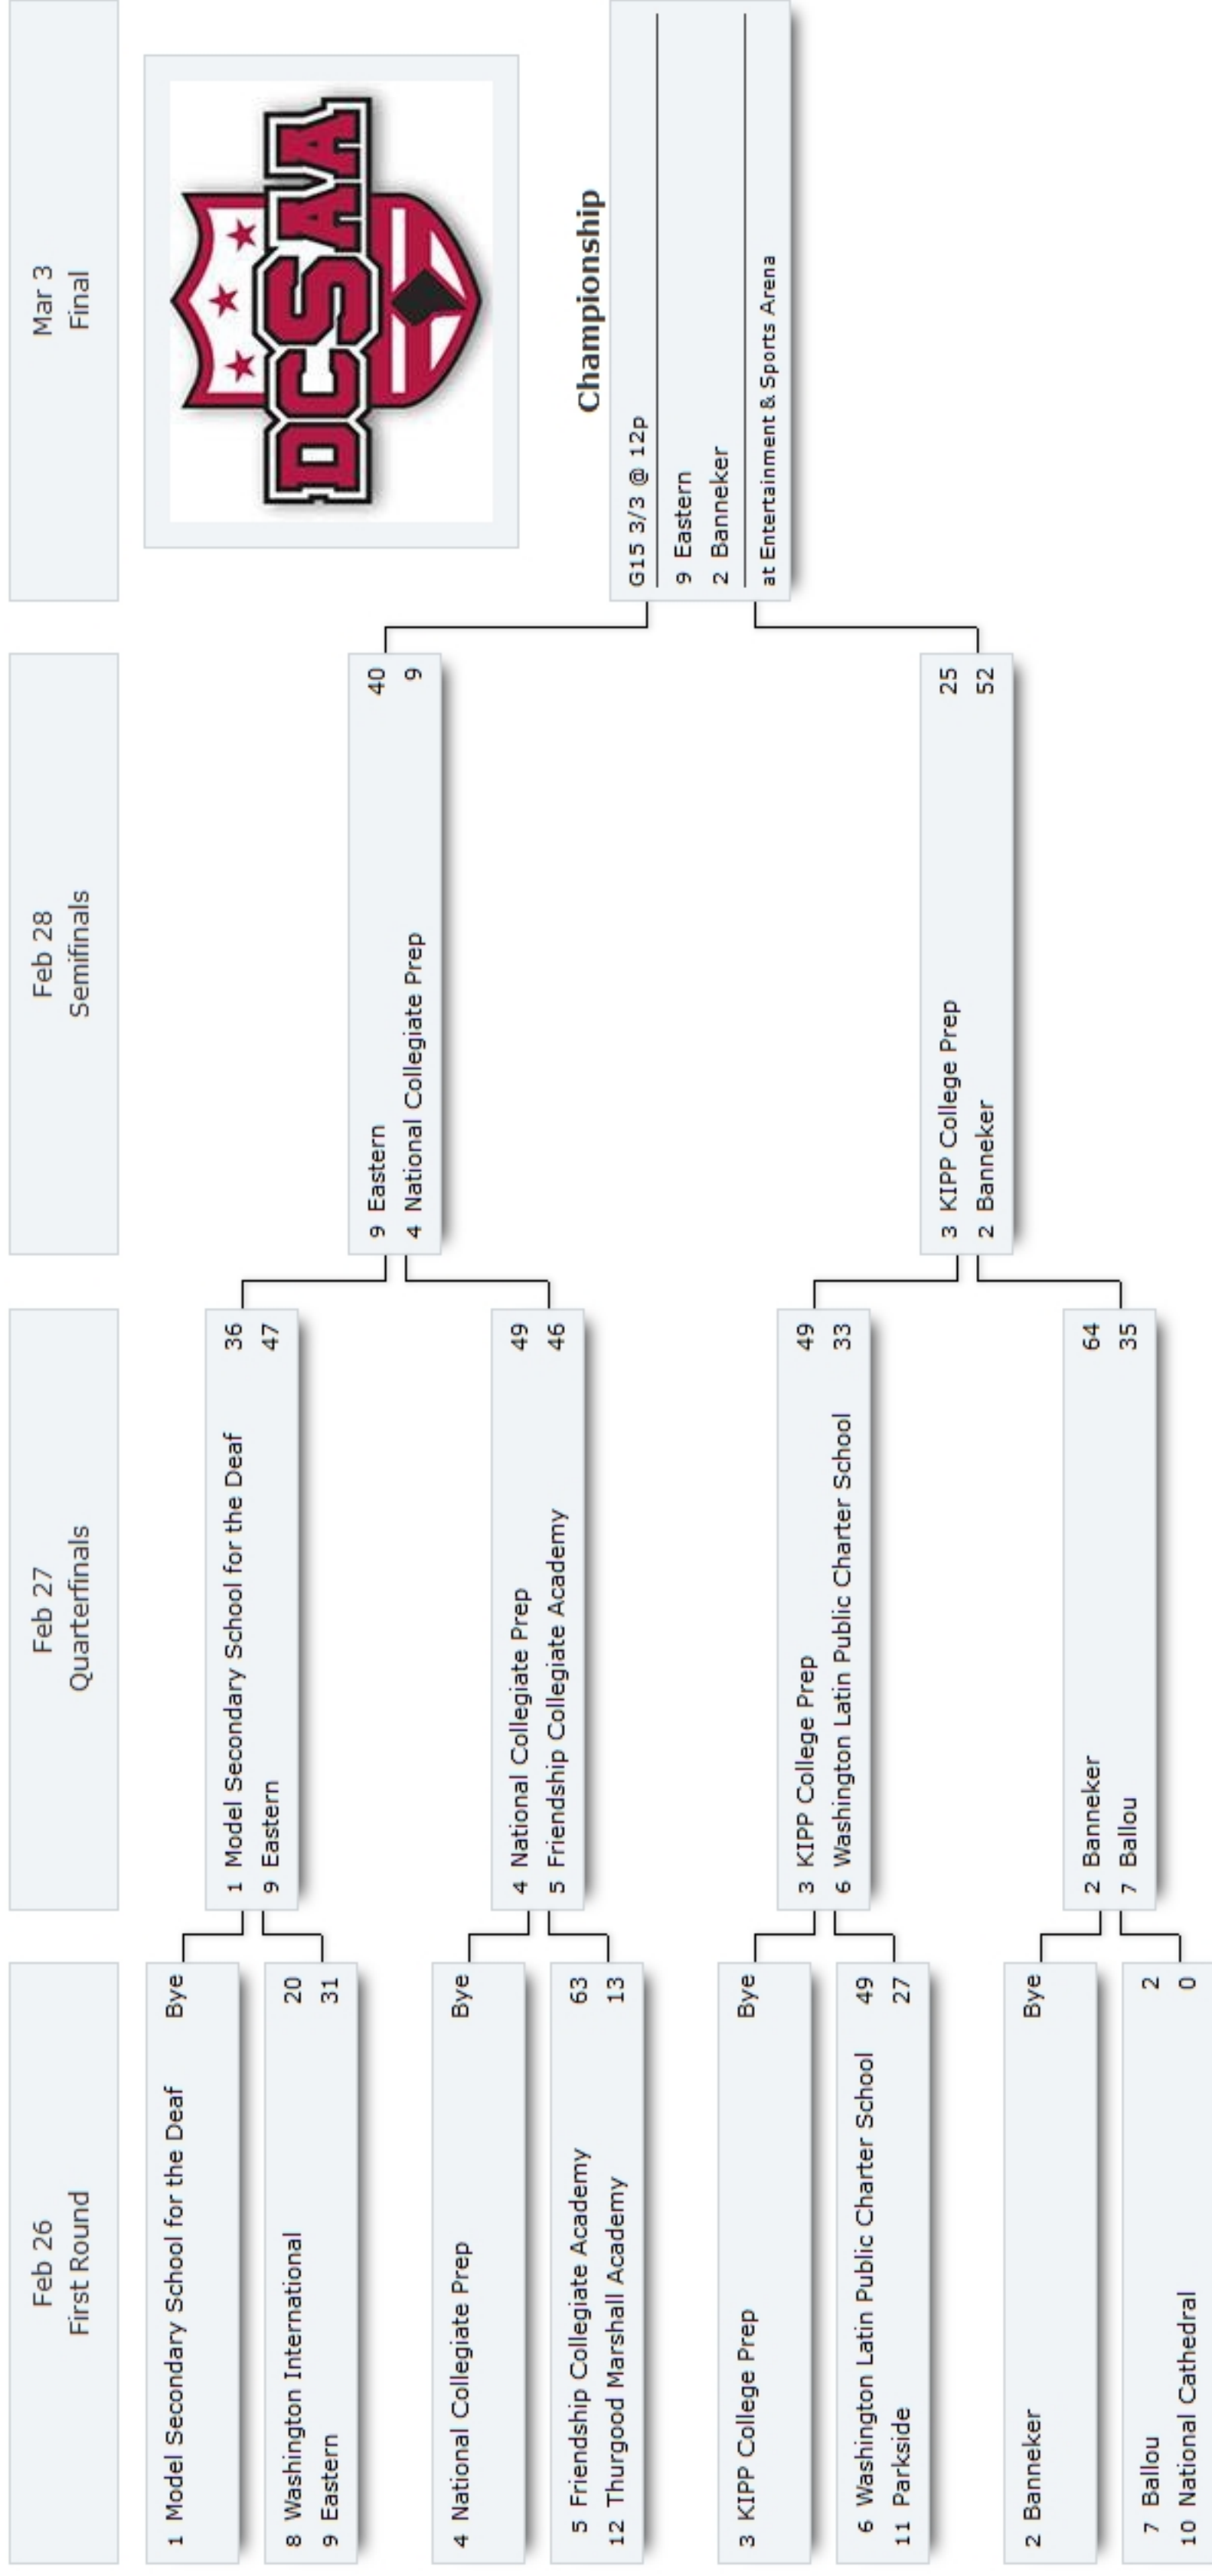 Feb 26
First Round
Feb 27
Quarterfinals
Feb 28
Semifinals
Mar 3
Final
1 Model Secondary School for the Deaf Bye
8 Washington International 20
9 Eastern 31
4 National Collegiate Prep Bye
5 Friendship Collegiate Academy 63
12 Thurgood Marshall Academy 13
3 KIPP College Prep Bye
6 Washington Latin Public Charter School 49
11 Parkside 27
2 Banneker Bye
7 Ballou 2
10 National Cathedral 0
1 Model Secondary School for the Deaf 36
9 Eastern 47
4 National Collegiate Prep 49
5 Friendship Collegiate Academy 46
3 KIPP College Prep 49
6 Washington Latin Public Charter School 33
2 Banneker 64
7 Ballou 35
9 Eastern 40
4 National Collegiate Prep 9
3 KIPP College Prep 25
2 Banneker 52
DCSAA
Championship
G15 3/3 @ 12p
9 Eastern
2 Banneker
at Entertainment & Sports Arena